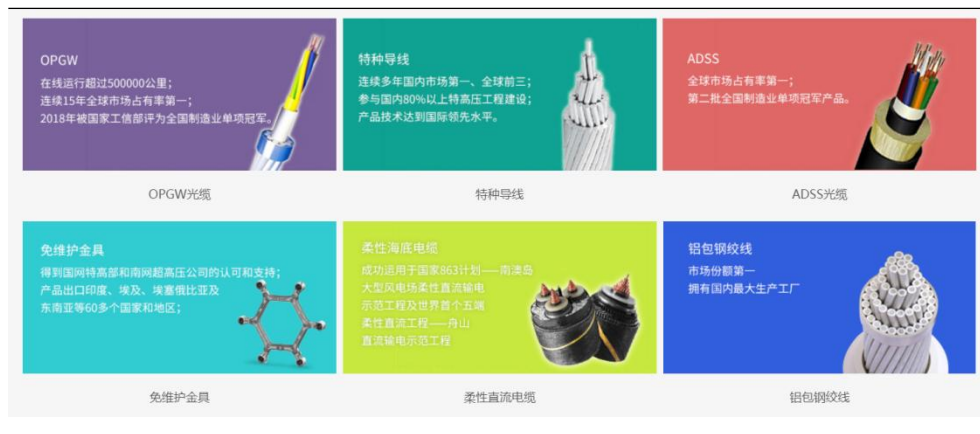 OPGW
在线运行超过500000公里；
连续15年全球市场占有率第一；
2018年被国家工信部评为全国制造业单项冠军。
特种导线
连续多年国内市场第一、全球前三；
参与国内80%以上特高压工程建设；
产品技术达到国际领先水平。
ADSS
全球市场占有率第一；
第二批全国制造业单项冠军产品。
OPGW光缆
特种导线
ADSS光缆
免维护金具
得到国网特高部和南网超高压公司的认可和支持；
产品出口印度、埃及、埃塞俄比亚及
东南亚等60多个国家和地区；
柔性海底电缆
成功运用于国家863计划——南澳岛
大型风电场柔性直流输电
示范工程及世界首个五端
柔性直流工程——舟山
直流输电示范工程
铝包钢绞线
市场份额第一
拥有国内最大生产工厂
免维护金具
柔性直流电缆
铝包钢绞线